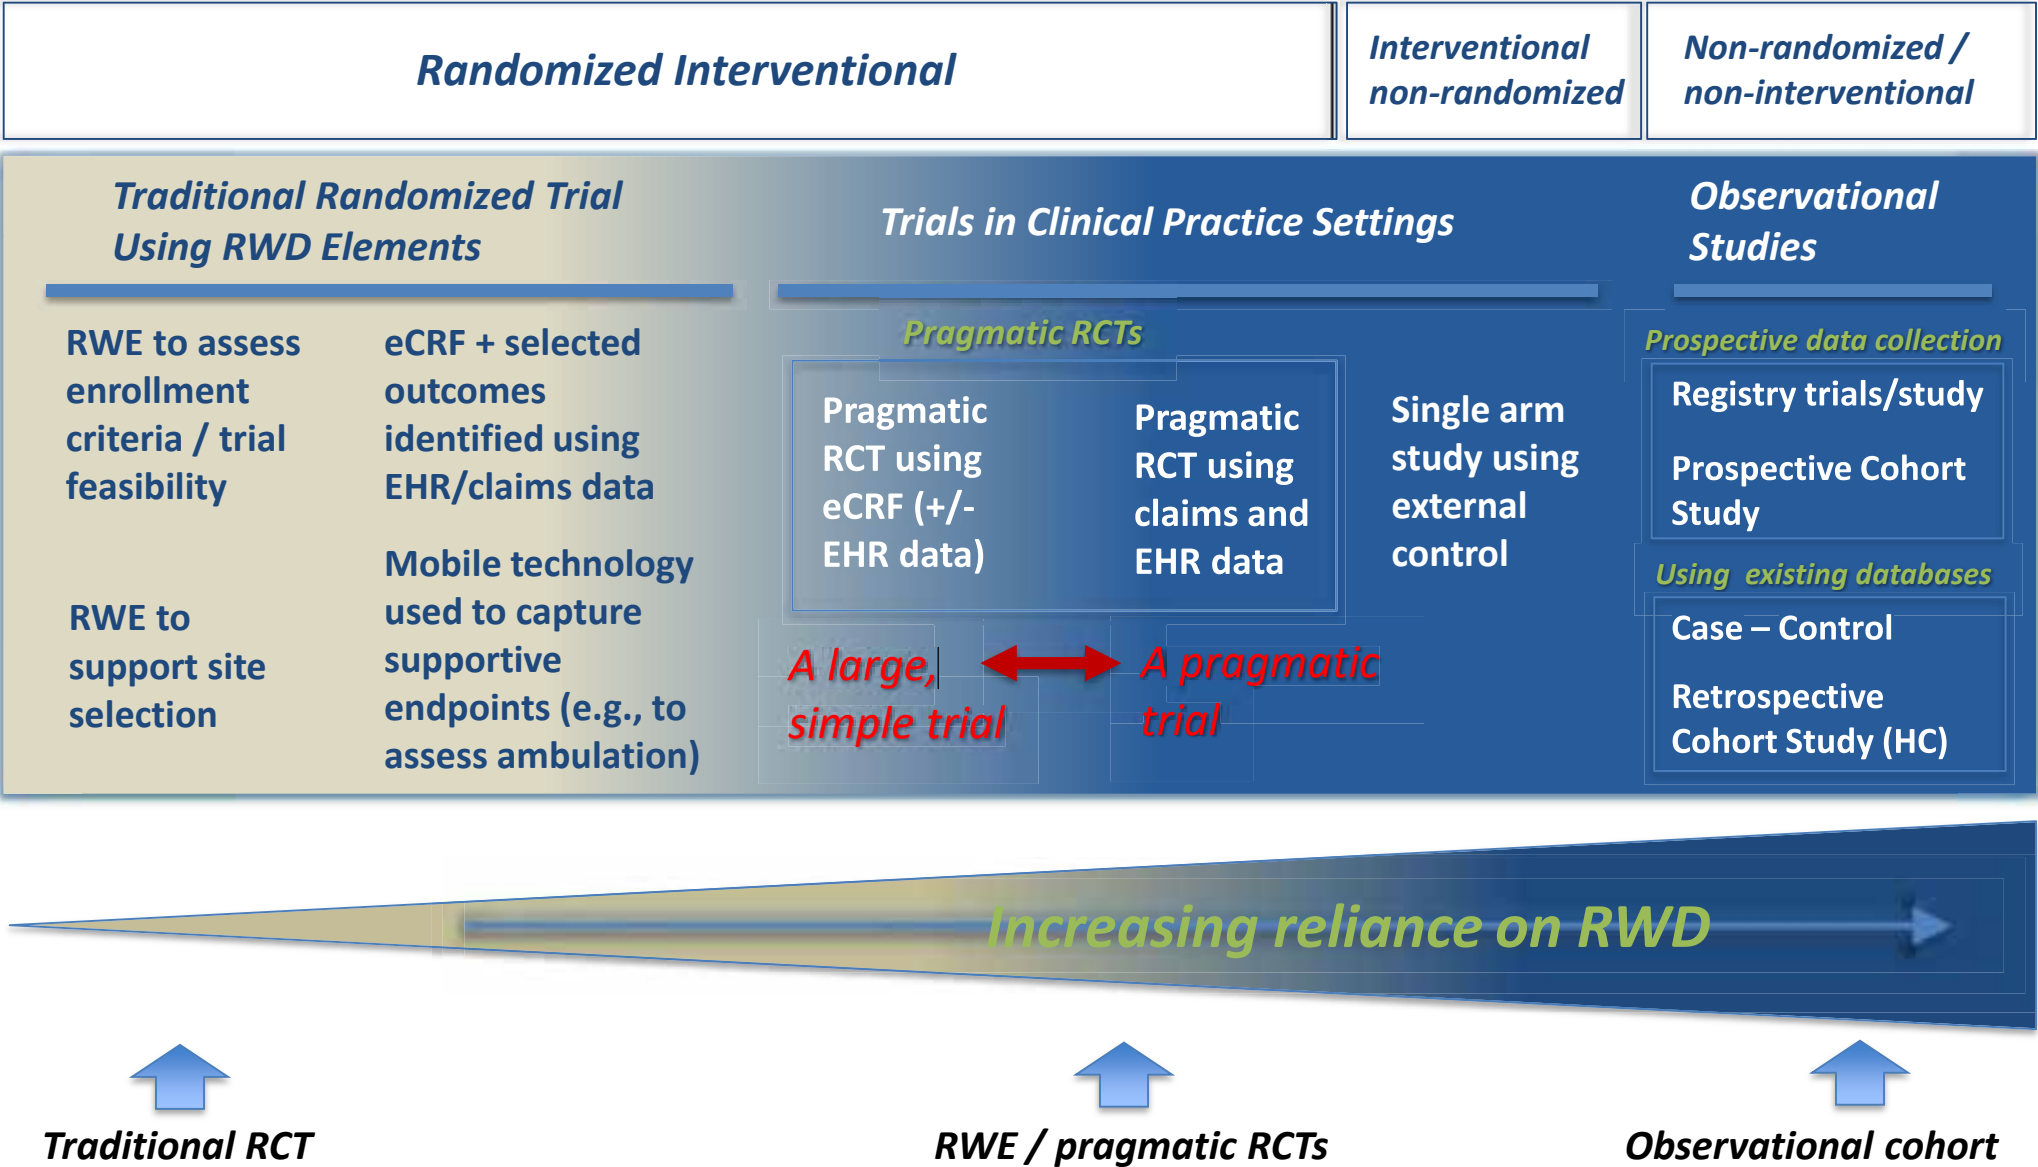 Randomized Interventional
Interventional
non-randomized
Non-randomized /
non-interventional
Traditional Randomized Trial
Using RWD Elements
RWE to assess
enrollment
criteria / trial
feasibility
RWE to
support site
selection
eCRF + selected
outcomes
identified using
EHR/claims data
Mobile technology
used to capture
supportive
endpoints (e.g., to
assess ambulation)
Trials in Clinical Practice Settings
Pragmatic RCTs
Pragmatic
RCT using
eCRF (+/-
EHR data)
Pragmatic
RCT using
claims and
EHR data
A large,
simple trial
A pragmatic
trial
Single arm
study using
external
control
Observational
Studies
Prospective data collection
Registry trials/study
Prospective Cohort
Study
Using existing databases
Case – Control
Retrospective
Cohort Study (HC)
Increasing reliance on RWD
Traditional RCT
RWE / pragmatic RCTs
Observational cohort